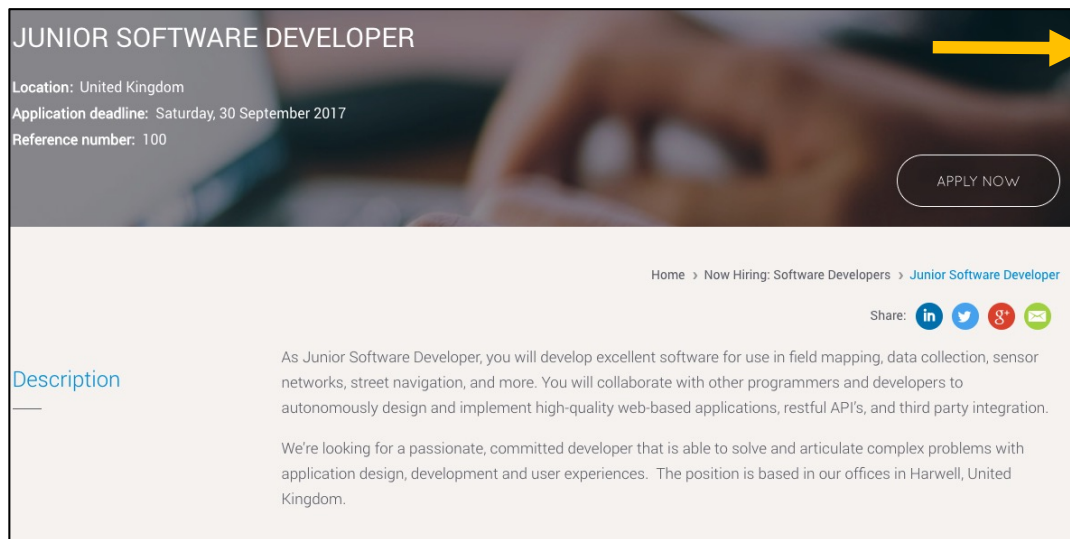 JUNIOR SOFTWARE DEVELOPER
Location: United Kingdom
Application deadline: Saturday, 30 September 2017
Reference number: 100
APPLY NOW
Home › Now Hiring: Software Developers › Junior Software Developer
Share: in g+
Description
As Junior Software Developer, you will develop excellent software for use in field mapping, data collection, sensor
networks, street navigation, and more. You will collaborate with other programmers and developers to
autonomously design and implement high-quality web-based applications, restful API's, and third party integration.
We're looking for a passionate, committed developer that is able to solve and articulate complex problems with
application design, development and user experiences. The position is based in our offices in Harwell, United
Kingdom.